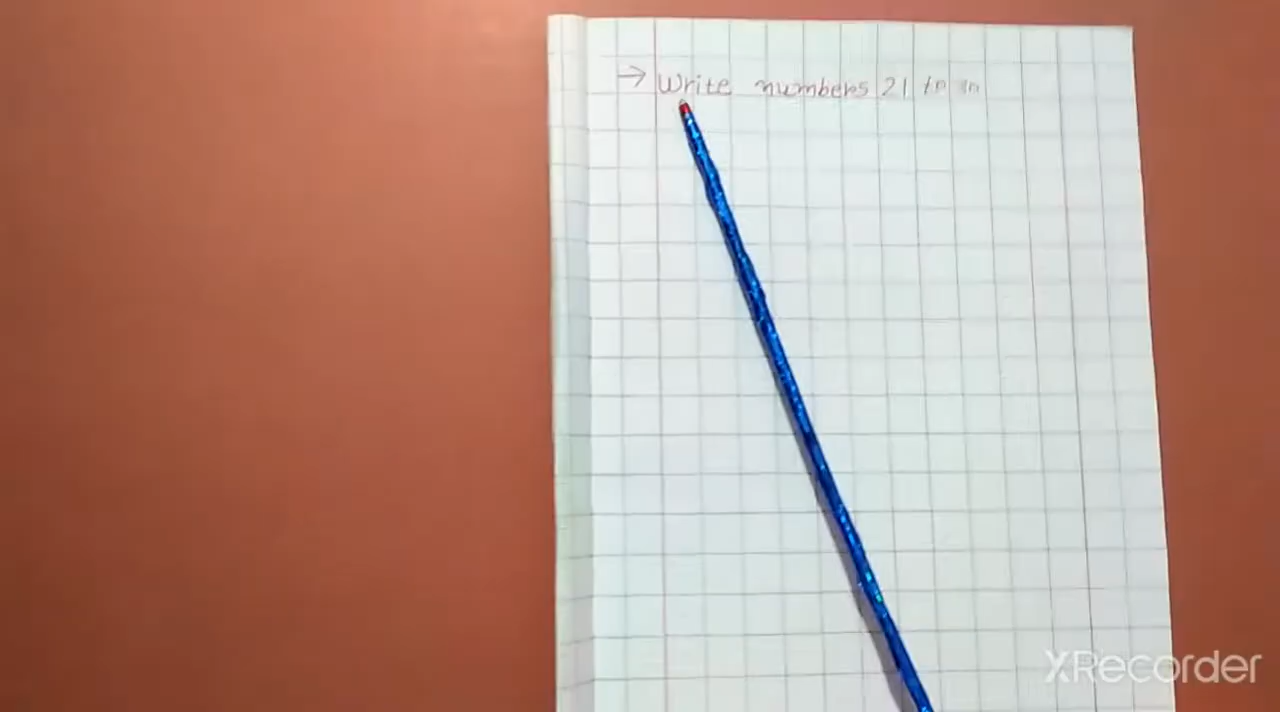 → Write numbers 21 to
XRecorder